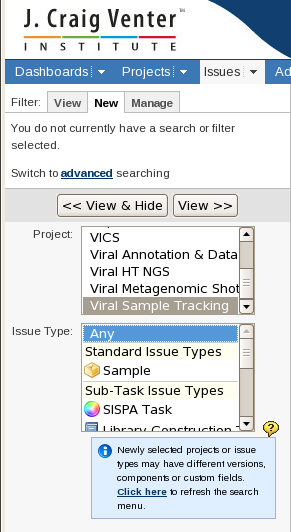 J. Craig Venter™
INSTITUTE
Dashboards Projects Issues Ad
Filter: View New Manage
You do not currently have a search or filter
selected.
Switch to advanced searching
<< View & Hide View >>
Project:
VICS
Viral Annotation & Data
Viral HT NGS
Viral Metagenomic Shot
Viral Sample Tracking
Issue Type: Any
Standard Issue Types
Sample
Sub-Task Issue Types
SISPA Task
Library Construction T
Newly selected projects or issue
types may have different versions,
components or custom fields.
Click here to refresh the search
menu.